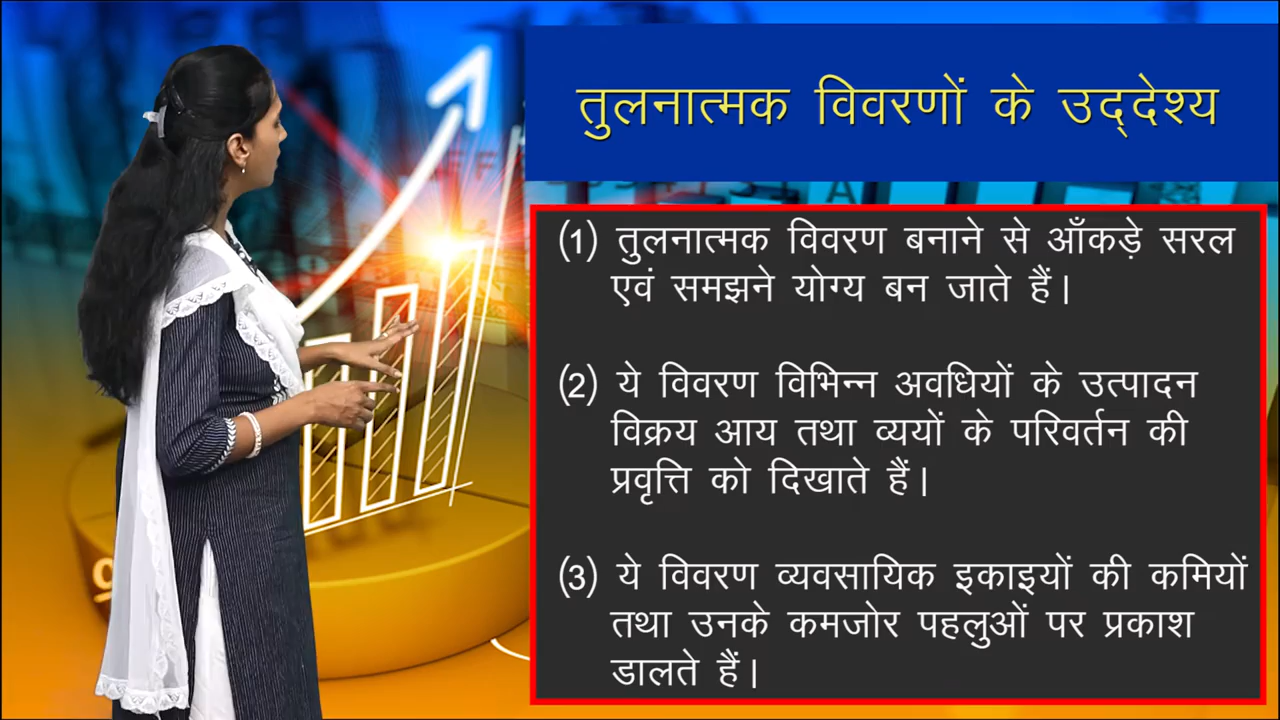 तुलनात्मक विवरणों के उद्देश्य
(1) तुलनात्मक विवरण बनाने से आँकड़े सरल
एवं समझने योग्य बन जाते हैं।
(2) ये विवरण विभिन्न अवधियों के उत्पादन
विक्रय आय तथा व्ययों के परिवर्तन की
प्रवृत्ति को दिखाते हैं।
(3) ये विवरण व्यवसायिक इकाइयों की कमियों
तथा उनके कमजोर पहलुओं पर प्रकाश
डालते हैं।